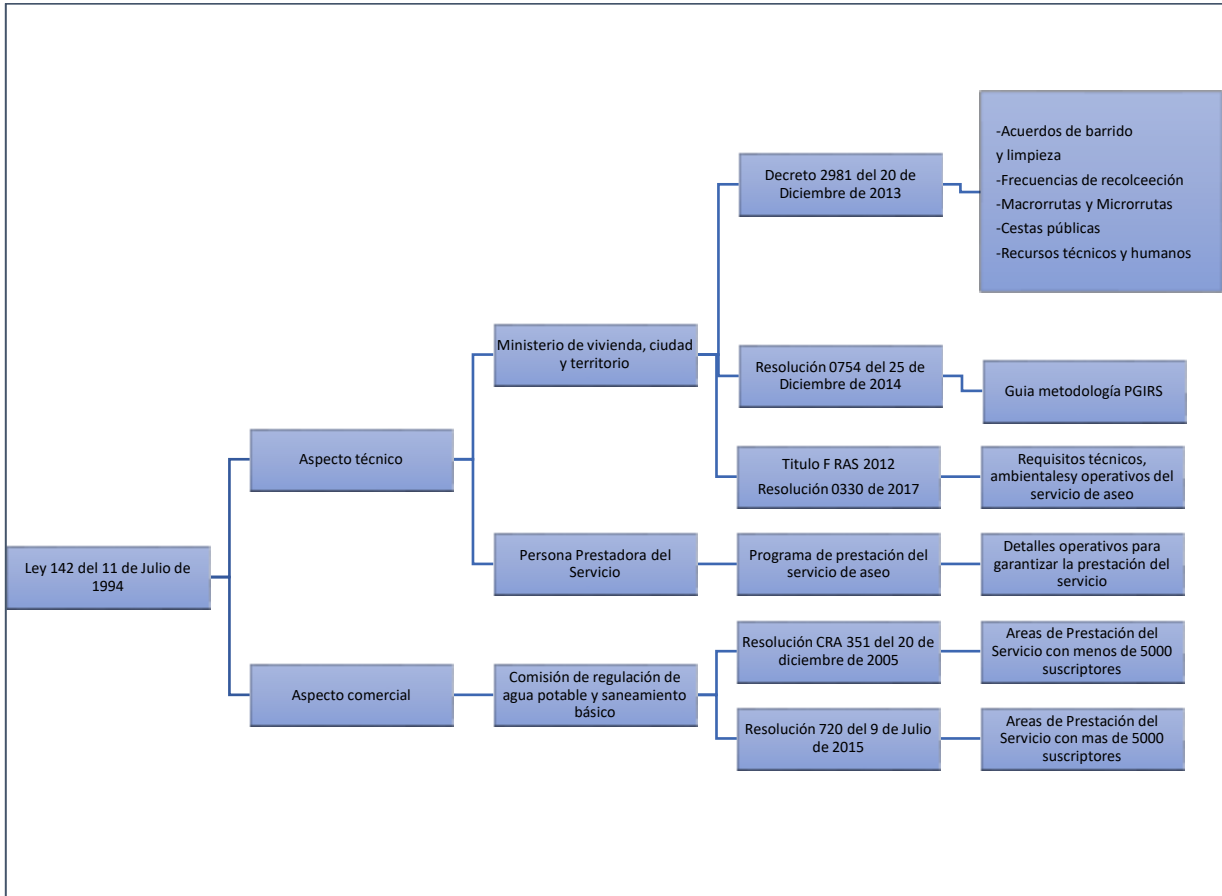 Ley 142 del 11 de Julio de
1994
Aspecto técnico
Ministerio de vivienda, ciudad
y territorio
Decreto 2981 del 20 de
Diciembre de 2013
-Acuerdos de barrido
y limpieza
-Frecuencias de recolceección
-Macrorrutas y Microrrutas
-Cestas públicas
-Recursos técnicos y humanos
Resolución 0754 del 25 de
Diciembre de 2014
Guia metodología PGIRS
Titulo F RAS 2012
Resolución 0330 de 2017
Requisitos técnicos,
ambientalesy operativos del
servicio de aseo
Persona Prestadora del
Servicio
Programa de prestación del
servicio de aseo
Detalles operativos para
garantizar la prestación del
servicio
Aspecto comercial
Comisión de regulación de
agua potable y saneamiento
básico
Resolución CRA 351 del 20 de
diciembre de 2005
Areas de Prestación del
Servicio con menos de 5000
suscriptores
Resolución 720 del 9 de Julio
de 2015
Areas de Prestación del
Servicio con mas de 5000
suscriptores